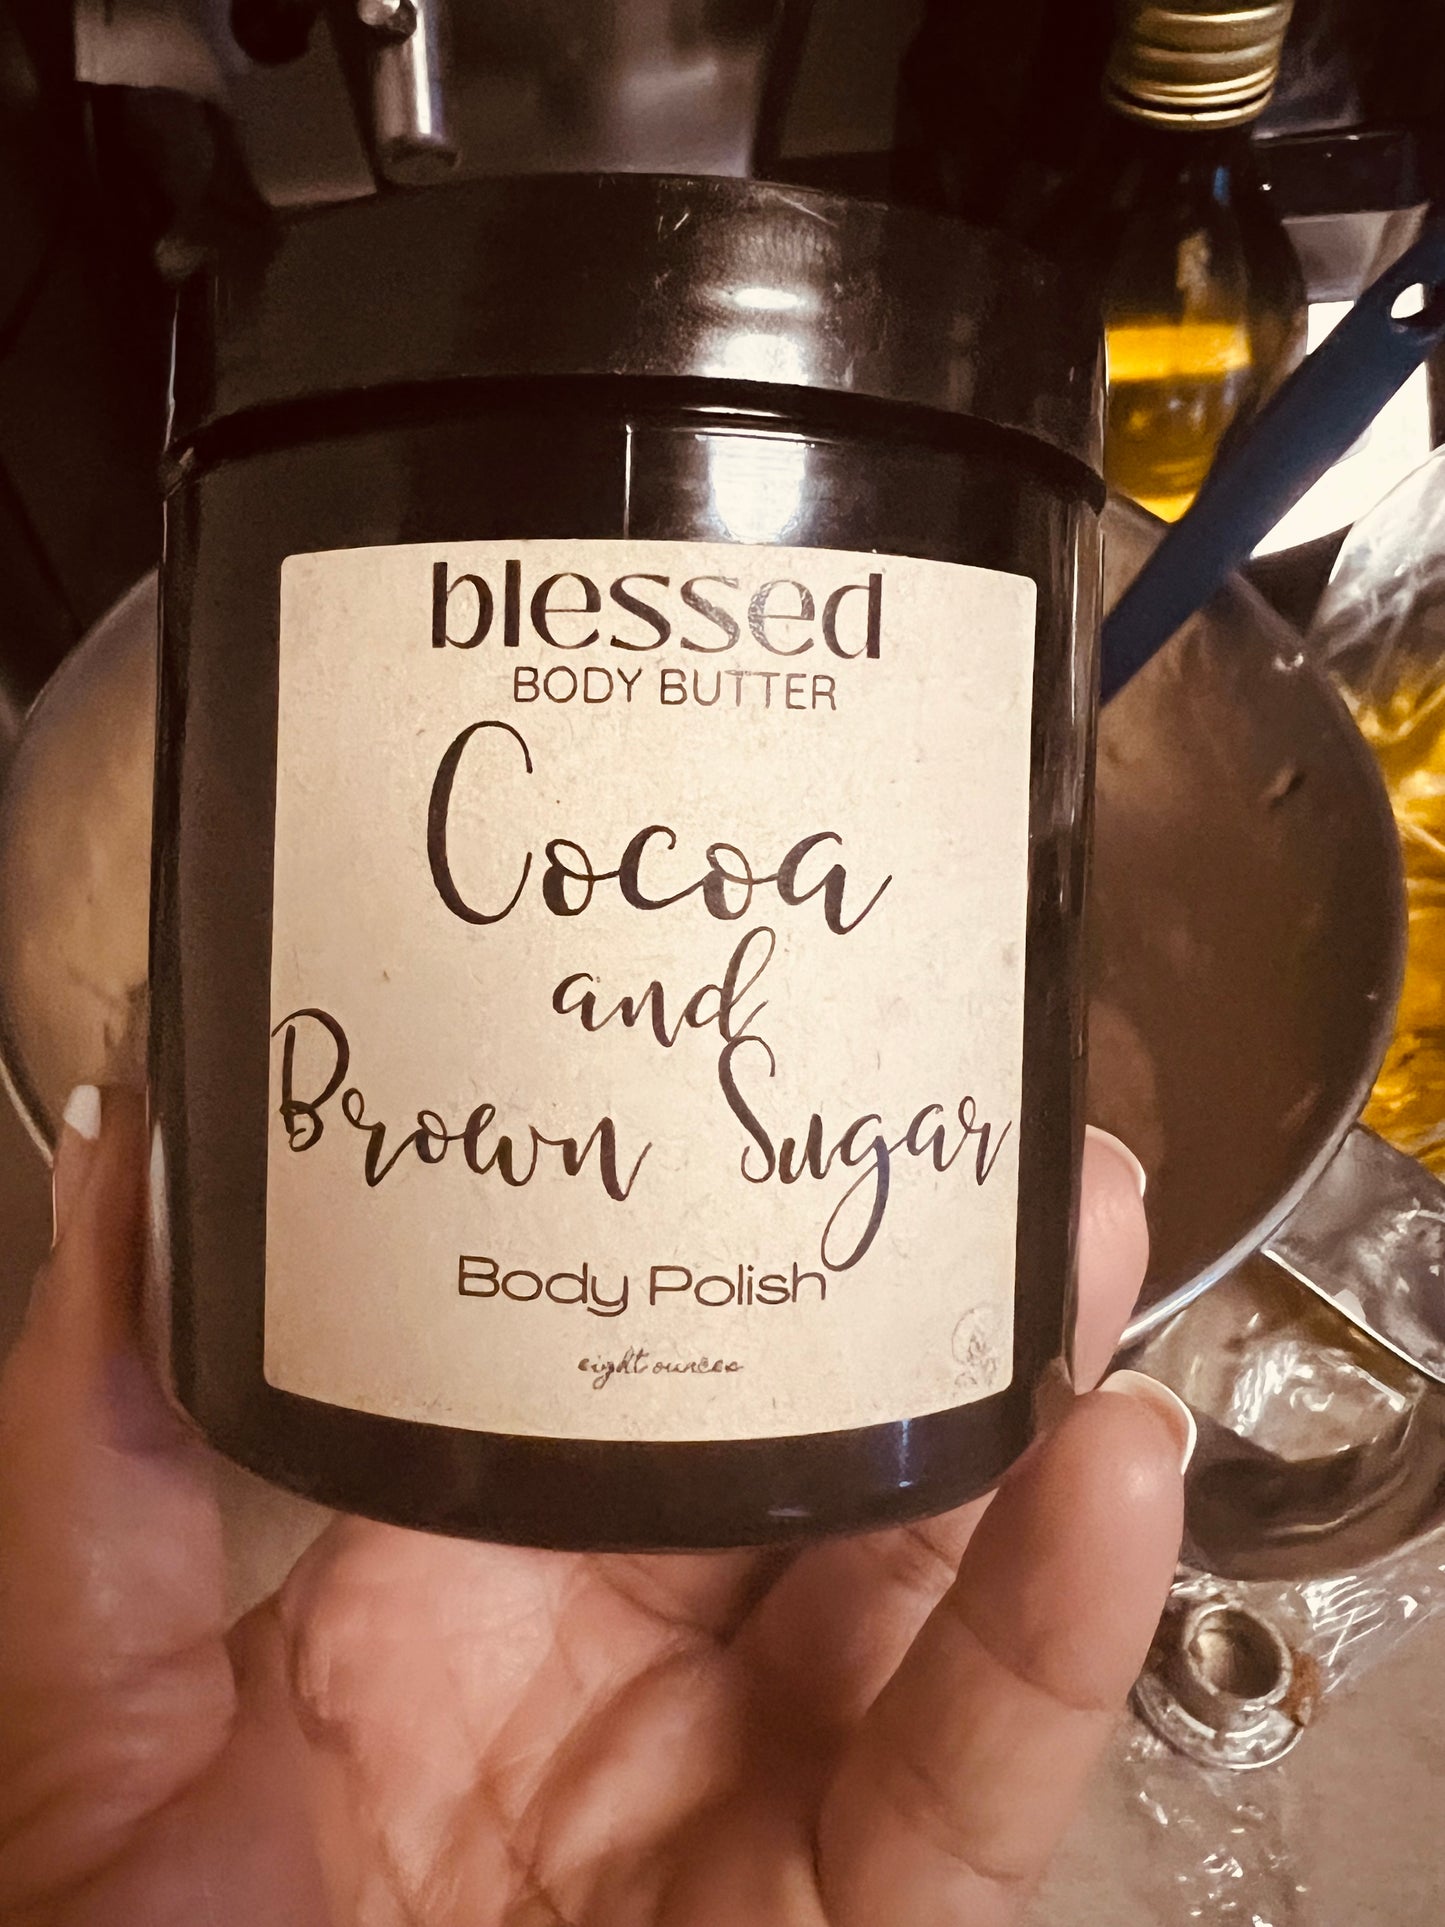 blessed
BODY BUTTER
Cocoa
and
Brown Sugar
Body Polish
eight ounces